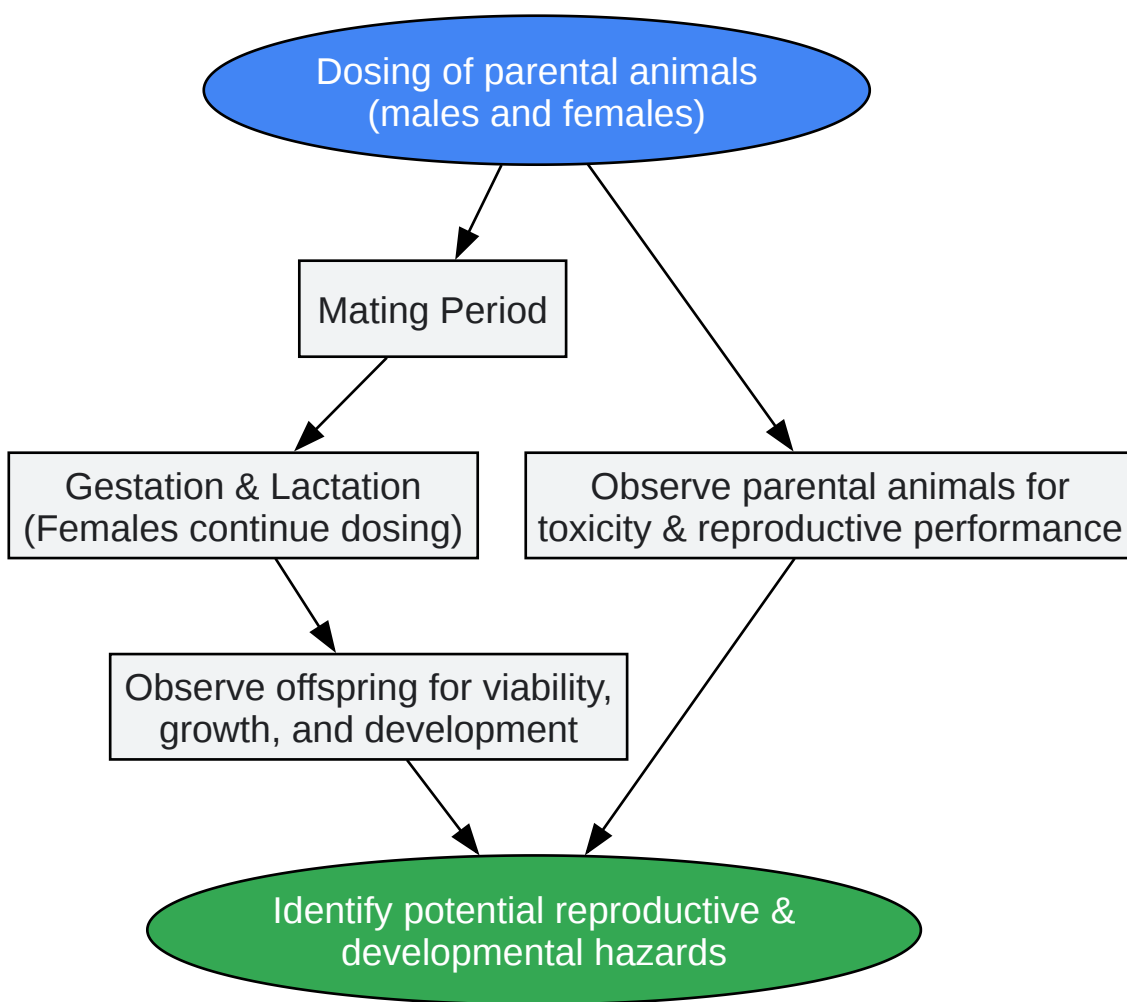 Dosing of parental animals
(males and females)
Mating Period
Gestation & Lactation
(Females continue dosing)
Observe parental animals for
toxicity & reproductive performance
Observe offspring for viability,
growth, and development
Identify potential reproductive &
developmental hazards